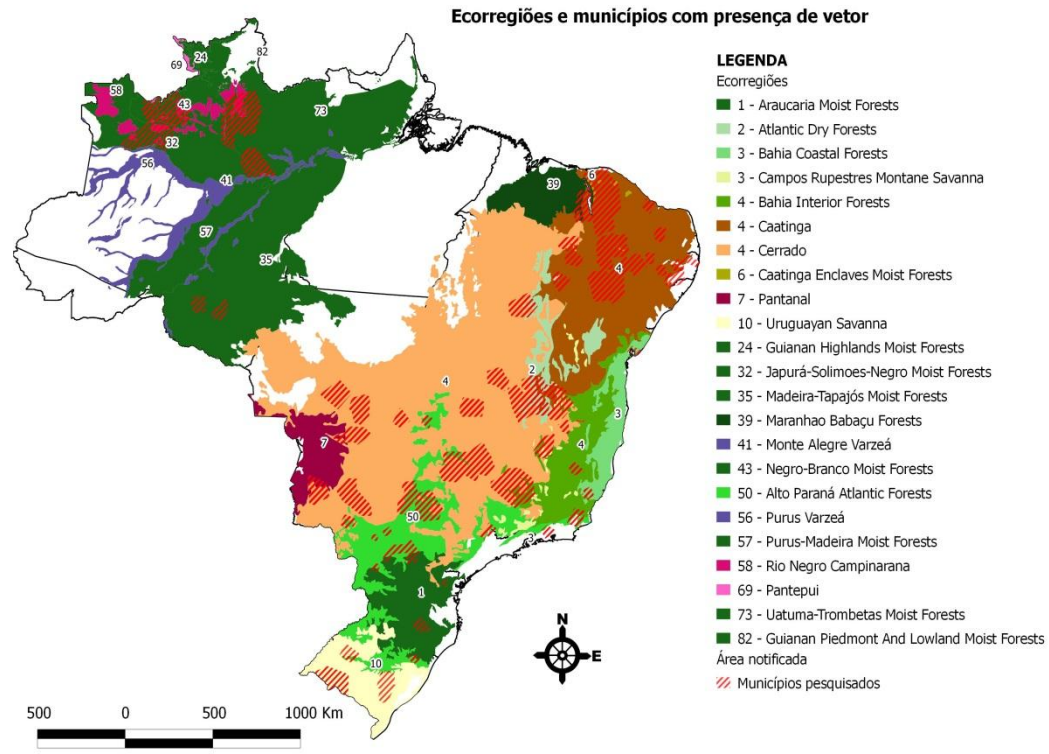 Ecorregiões e municípios com presença de vetor
LEGENDA
Ecorregiões
1 - Araucaria Moist Forests
2 - Atlantic Dry Forests
3 - Bahia Coastal Forests
3 - Campos Rupestres Montane Savanna
4 - Bahia Interior Forests
4 - Caatinga
4 - Cerrado
6 - Caatinga Enclaves Moist Forests
7 - Pantanal
10 - Uruguayan Savanna
24 - Guianan Highlands Moist Forests
32 - Japurá-Solimoes-Negro Moist Forests
35 - Madeira-Tapajós Moist Forests
39 - Maranhao Babaçu Forests
41 - Monte Alegre Varzeá
43 - Negro-Branco Moist Forests
50 - Alto Paraná Atlantic Forests
56 - Purus Varzeá
57 - Purus-Madeira Moist Forests
58 - Rio Negro Campinarana
69 - Pantepui
73 - Uatuma-Trombetas Moist Forests
82 - Guianan Piedmont And Lowland Moist Forests
Área notificada
Municípios pesquisados
24
82
69
58
43
73
32
56
41
57
35
39
6
4
2
4
3
4
7
50
3
1
10
N
E
500 0 500 1000 Km